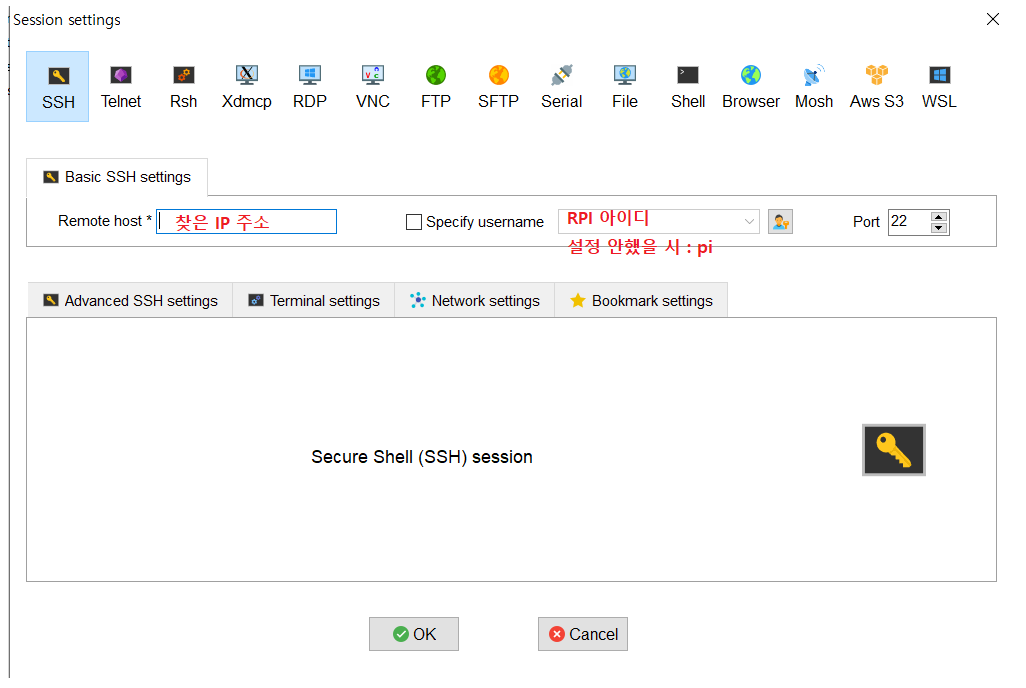 Session settings
SSH Telnet Rsh Xdmcp RDP VNC FTP SFTP Serial File Shell Browser Mosh Aws S3 WSL
Basic SSH settings
Remote host * 찾은 IP 주소 Specify username RPI 아이디 Port 22
설정 안했을 시 : pi
Advanced SSH settings Terminal settings Network settings Bookmark settings
Secure Shell (SSH) session
OK Cancel